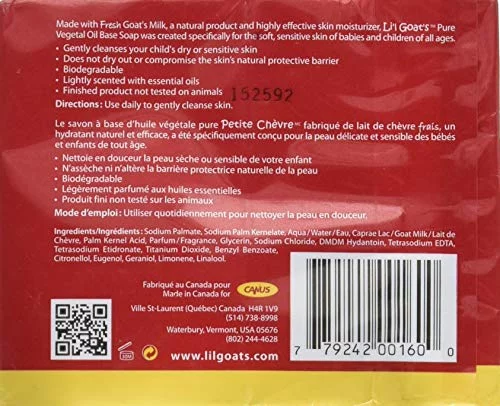 Made with Fresh Goat's Milk, a natural product and highly effective skin moisturizer, Li'l Goat's™ Pure
Vegetal Oil Base Soap was created specifically for the soft, sensitive skin of babies and children of all ages.
• Gently cleanses your child's dry or sensitive skin
• Does not dry out or compromise the skin's natural protective barrier
• Biodegradable
• Lightly scented with essential oils
• Finished product not tested on animals
152592
Directions: Use daily to gently cleanse skin.
Le savon à base d'huile végétale pure Petite Chèvre MC fabriqué de lait de chèvre frais, un
hydratant naturel et efficace, a été spécifiquement conçu pour la peau délicate et sensible des bébés
et enfants de tout âge.
• Nettoie en douceur la peau sèche ou sensible de votre enfant
• N'assèche ni n'altère la barrière protectrice naturelle de la peau
• Biodégradable
• Légèrement parfumé aux huiles essentielles
• Produit fini non testé sur les animaux
Mode d'emploi: Utiliser quotidiennement pour nettoyer la peau en douceur.
Ingredients/Ingrédients: Sodium Palmate, Sodium Palm Kernelate, Aqua/Water/Eau, Caprae Lac/Goat Milk/Lait de
Chèvre, Palm Kernel Acid, Parfum/Fragrance, Glycerin, Sodium Chloride, DMDM Hydantoin, Tetrasodium EDTA,
Tetrasodium Etidronate, Titanium Dioxide, Benzyl Benzoate,
Citronellol, Eugenol, Geraniol, Limonene, Linalool.
Fabriqué au Canada pour
Made in Canada for
CANUS
Ville St-Laurent (Québec) Canada H4R 1V9
(514) 738-8998
Waterbury, Vermont, USA 05676
(802) 244-4628
www.lilgoats.com
7 79242 00160 0